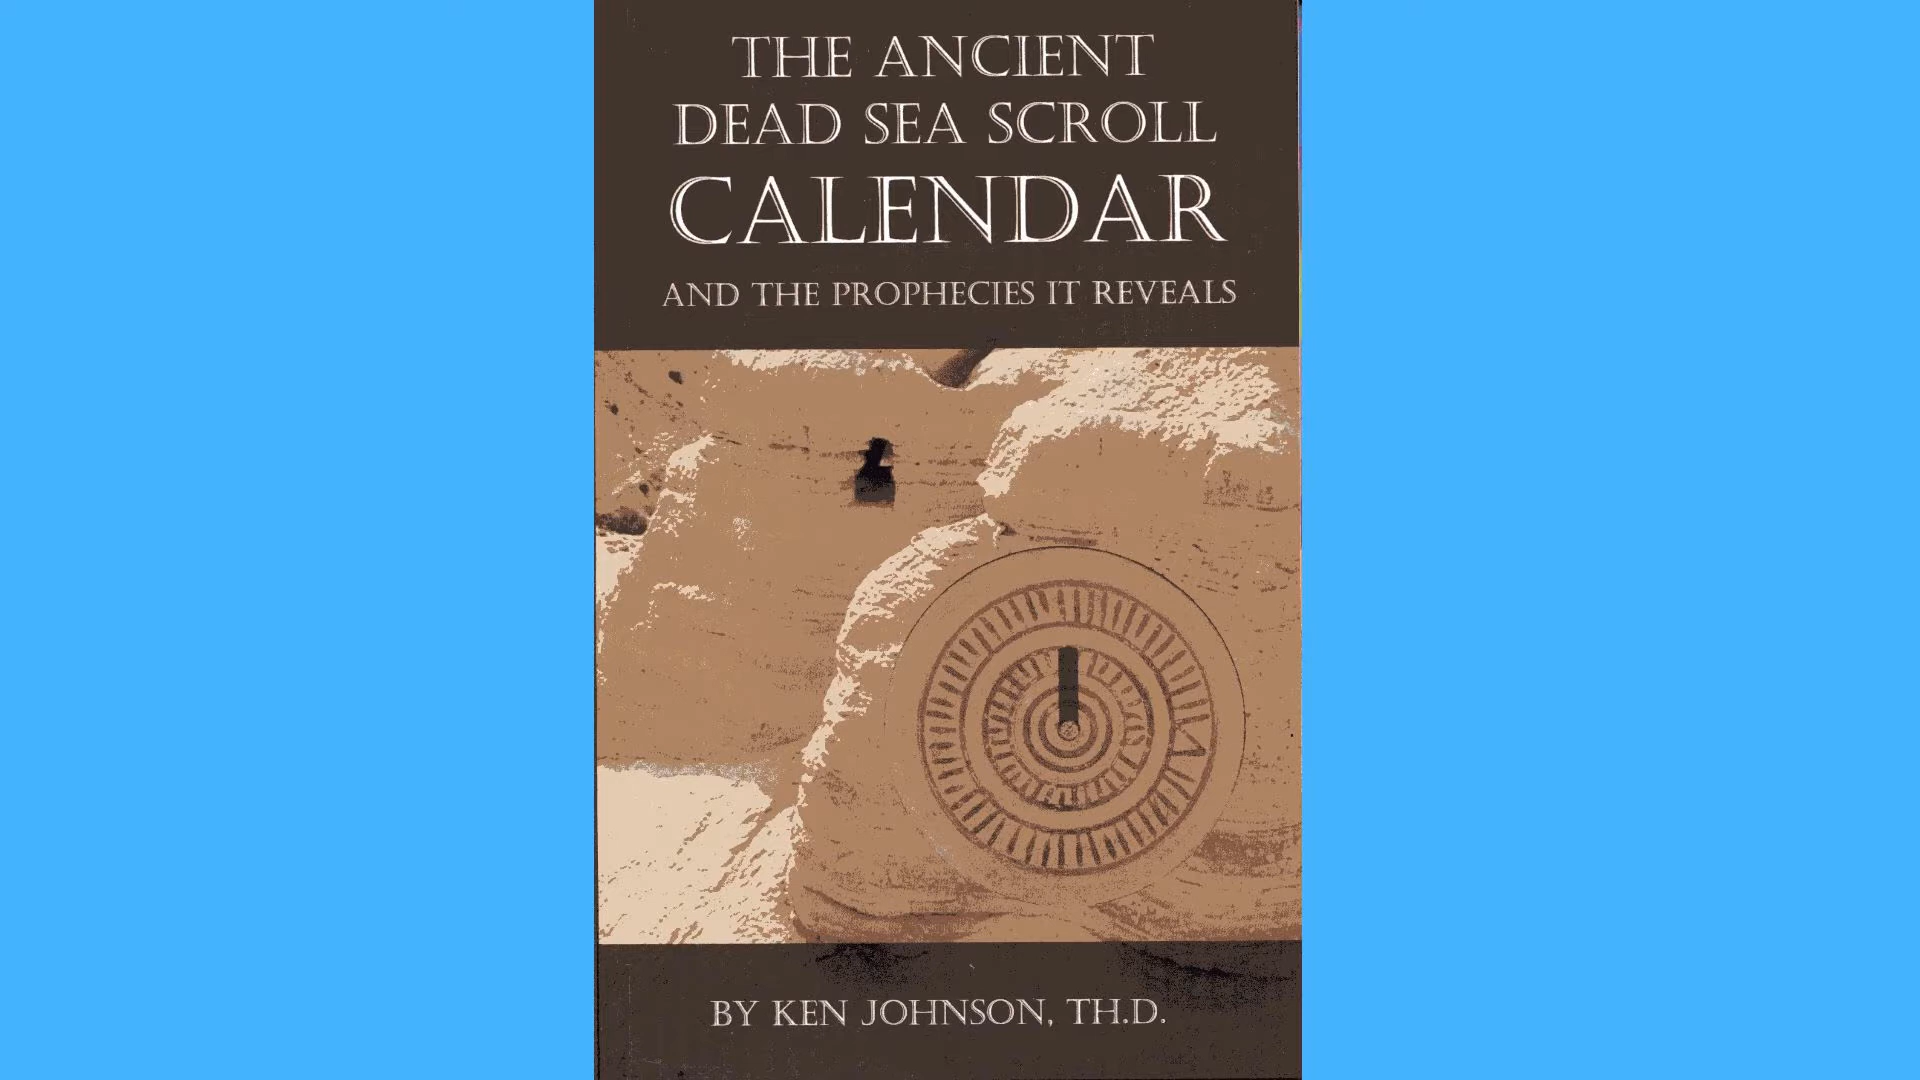 THE ANCIENT
DEAD SEA SCROLL
CALENDAR
AND THE PROPHECIES IT REVEALS
BY KEN JOHNSON, TH.D.